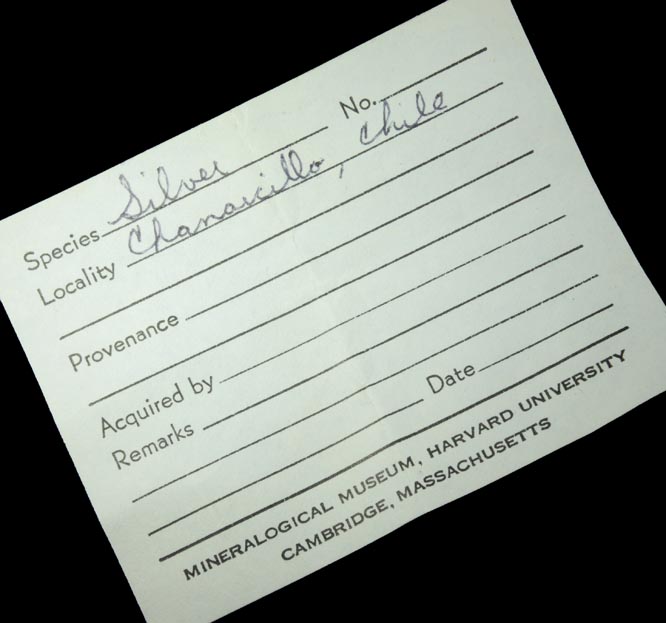 Species Silver No.
Locality Chanarcillo, Chile
Provenance
Acquired by
Remarks
Date
MINERALOGICAL MUSEUM, HARVARD UNIVERSITY
CAMBRIDGE, MASSACHUSETTS